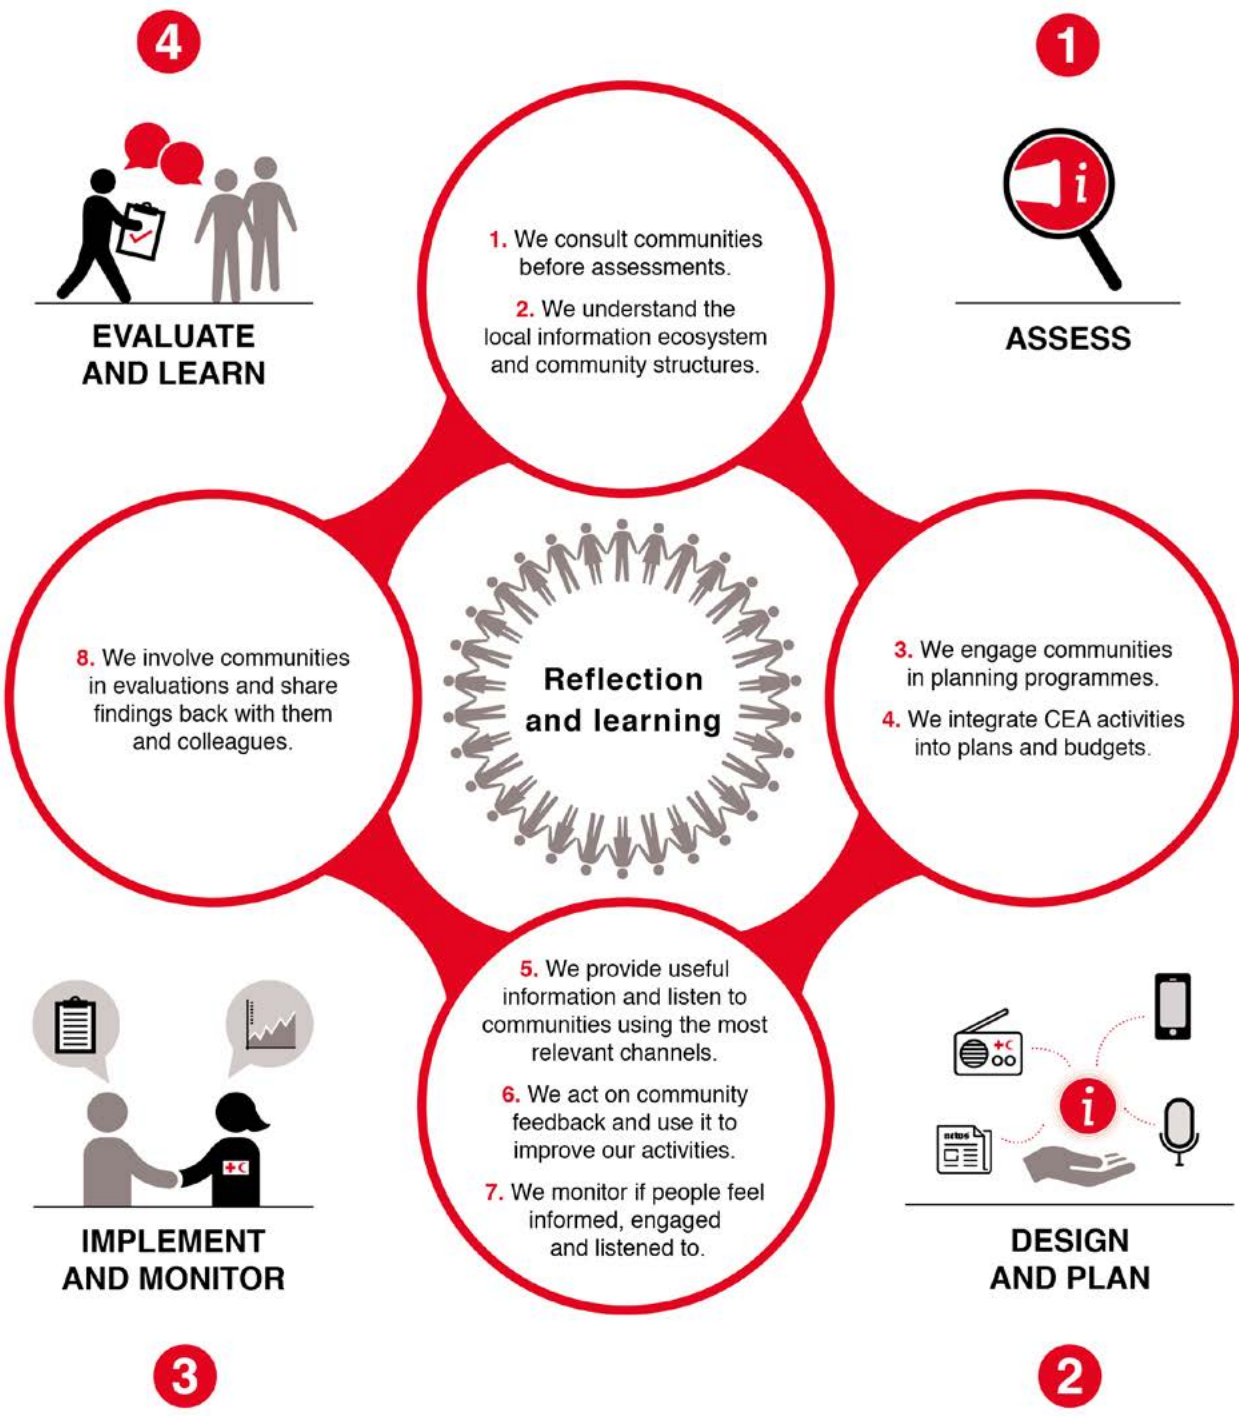 1
ASSESS
1. We consult communities
before assessments.
2. We understand the
local information ecosystem
and community structures.
2
DESIGN
AND PLAN
i
i
news
3. We engage communities
in planning programmes.
4. We integrate CEA activities
into plans and budgets.
3
IMPLEMENT
AND MONITOR
5. We provide useful
information and listen to
communities using the most
relevant channels.
6. We act on community
feedback and use it to
improve our activities.
7. We monitor if people feel
informed, engaged
and listened to.
4
EVALUATE
AND LEARN
8. We involve communities
in evaluations and share
findings back with them
and colleagues.
Reflection
and learning